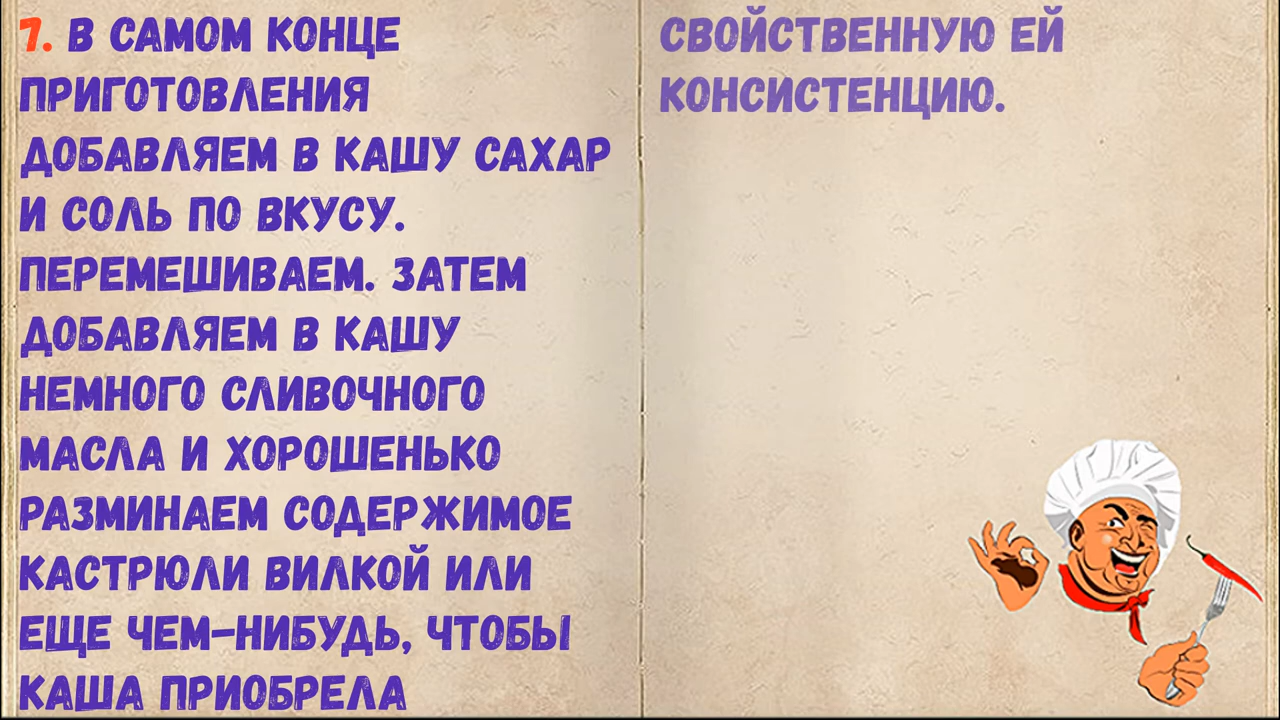 7. В САМОМ КОНЦЕ
ПРИГОТОВЛЕНИЯ
ДОБАВЛЯЕМ В КАШУ САХАР
И СОЛЬ ПО ВКУСУ.
ПЕРЕМЕШИВАЕМ. ЗАТЕМ
ДОБАВЛЯЕМ В КАШУ
НЕМНОГО СЛИВОЧНОГО
МАСЛА И ХОРОШЕНЬКО
РАЗМИНАЕМ СОДЕРЖИМОЕ
КАСТРЮЛИ ВИЛКОЙ ИЛИ
ЕЩЕ ЧЕМ-НИБУДЬ, ЧТОБЫ
КАША ПРИОБРЕЛА
СВОЙСТВЕННУЮ ЕЙ
КОНСИСТЕНЦИЮ.